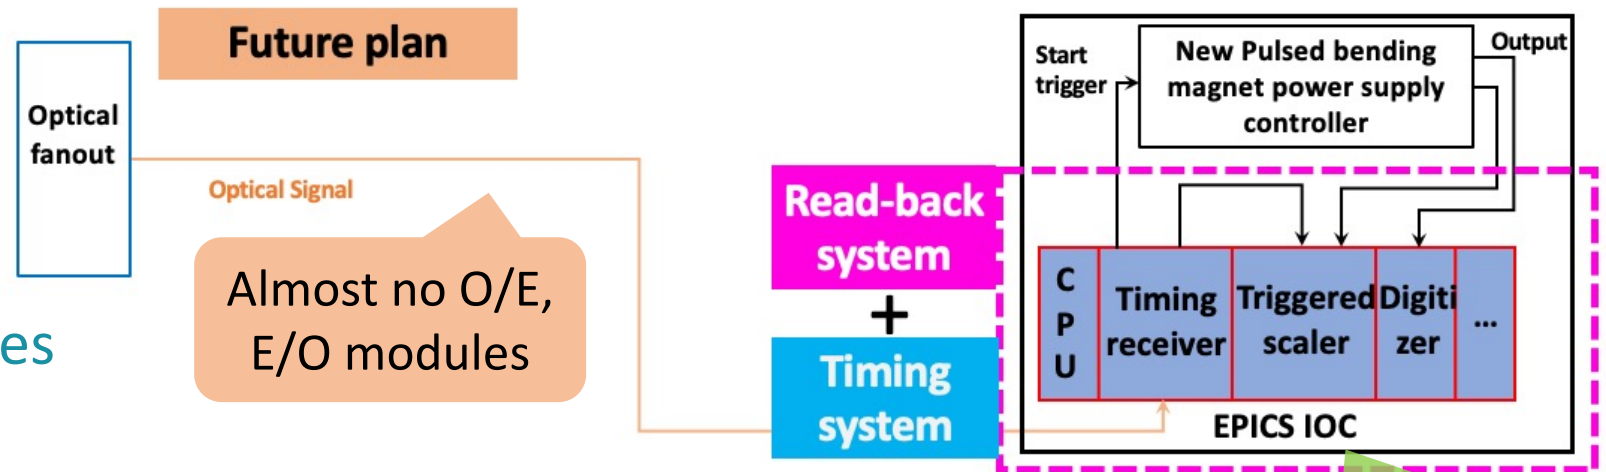 Future plan
Optical
fanout
Optical Signal
Almost no O/E,
E/O modules
es
Read-back
system
+
Timing
system
Start
trigger
New Pulsed bending
magnet power supply
controller
Output
C
P
U
Timing
receiver
Triggered
scaler
Digiti
zer
...
EPICS IOC